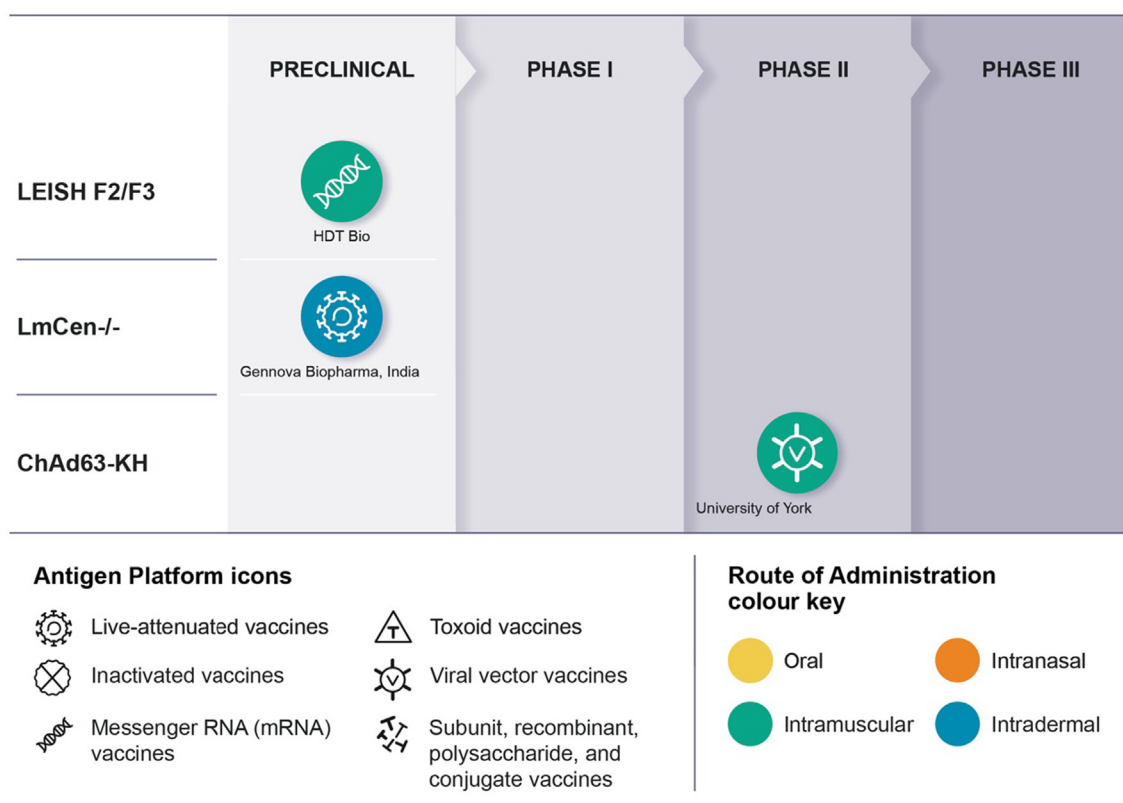 PRECLINICAL
PHASE I
PHASE II
PHASE III
LEISH F2/F3
HDT Bio
LmCen-/-
Gennova Biopharma, India
ChAd63-KH
V
University of York
Antigen Platform icons
Live-attenuated vaccines
Inactivated vaccines
Messenger RNA (mRNA)
vaccines
T
Toxoid vaccines
V
Viral vector vaccines
Subunit, recombinant,
polysaccharide, and
conjugate vaccines
Route of Administration
colour key
Oral
Intranasal
Intramuscular
Intradermal